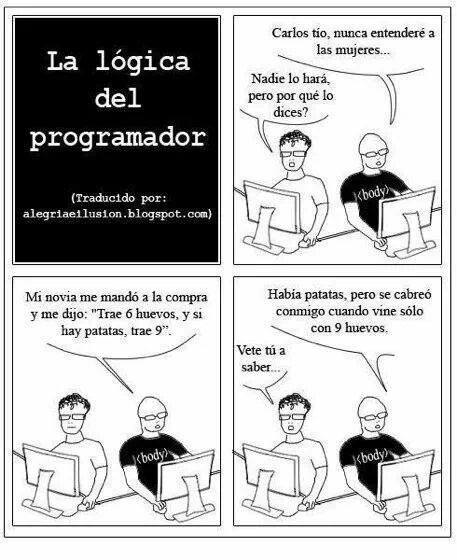 La lógica
del
programador
(Traducido por:
alegriaeilusion.blogspot.com)
Carlos tío, nunca entenderé a
las mujeres...
Nadie lo hará,
pero por qué lo
dices?
<body>
Mi novia me mandó a la compra
y me dijo: "Trae 6 huevos, y si
hay patatas, trae 9”.
<body>
Había patatas, pero se cabreó
conmigo cuando vine sólo
con 9 huevos.
Vete tú a
saber...
<body>